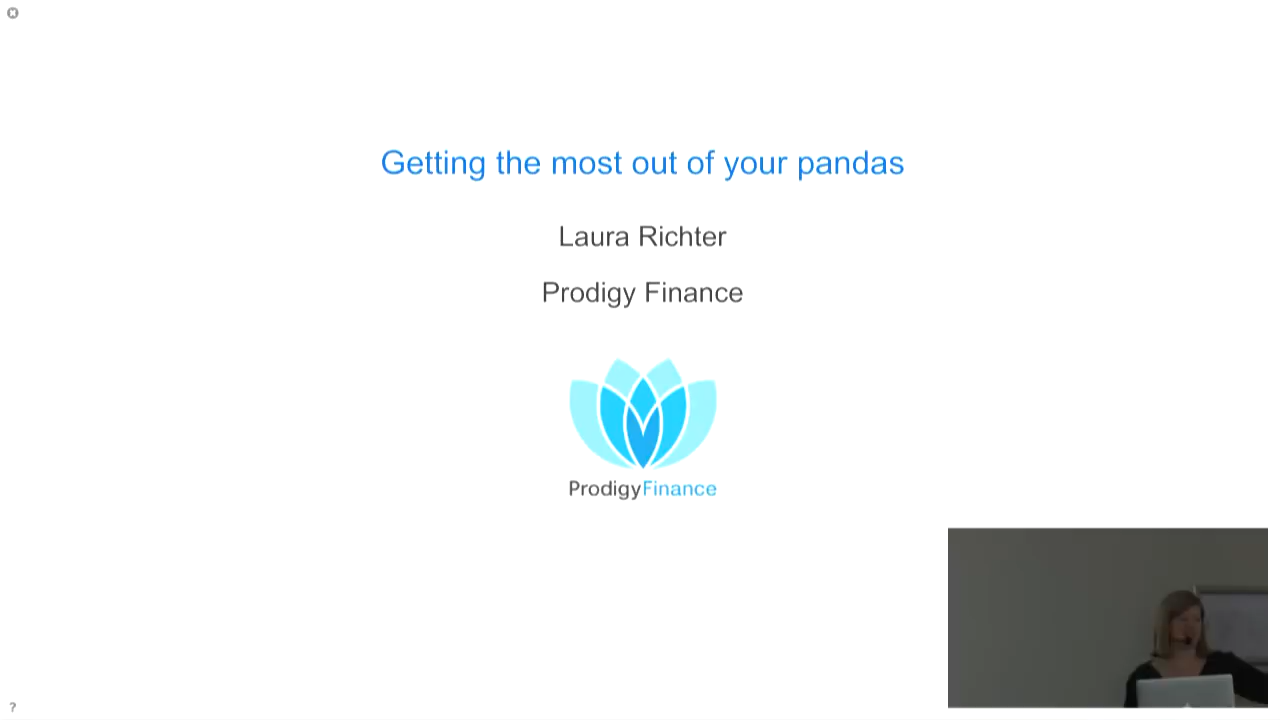 Getting the most out of your pandas
Laura Richter
Prodigy Finance
ProdigyFinance
?